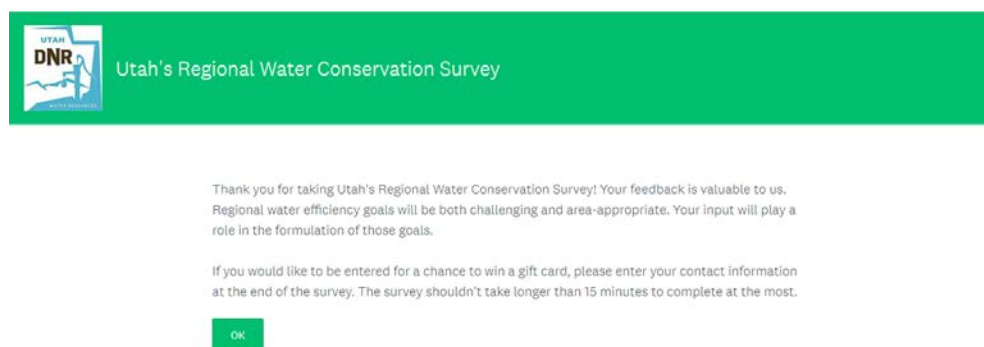 UTAH
DNR
WATER RESOURCES
Utah's Regional Water Conservation Survey
Thank you for taking Utah's Regional Water Conservation Survey! Your feedback is valuable to us.
Regional water efficiency goals will be both challenging and area-appropriate. Your input will play a
role in the formulation of those goals.
If you would like to be entered for a chance to win a gift card, please enter your contact information
at the end of the survey. The survey shouldn't take longer than 15 minutes to complete at the most.
OK